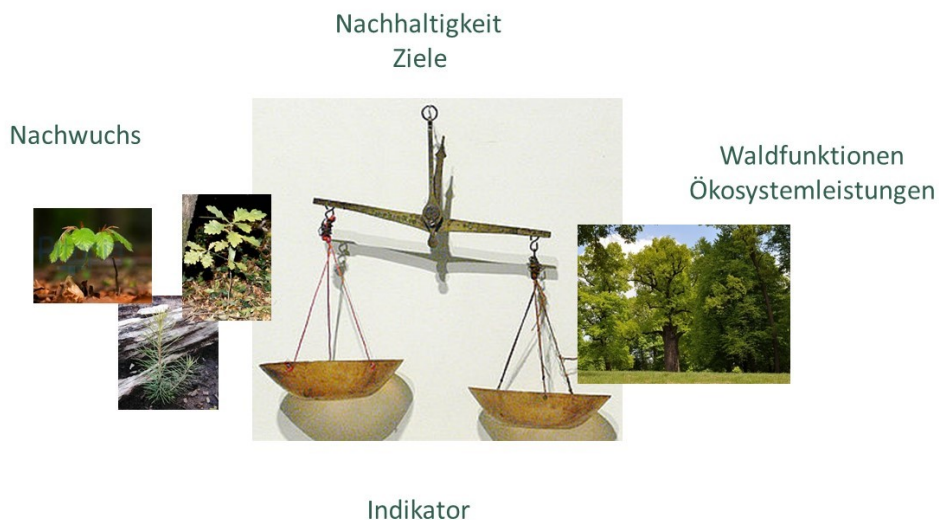 Nachhaltigkeit
Ziele
Nachwuchs
Waldfunktionen
Ökosystemleistungen
Indikator